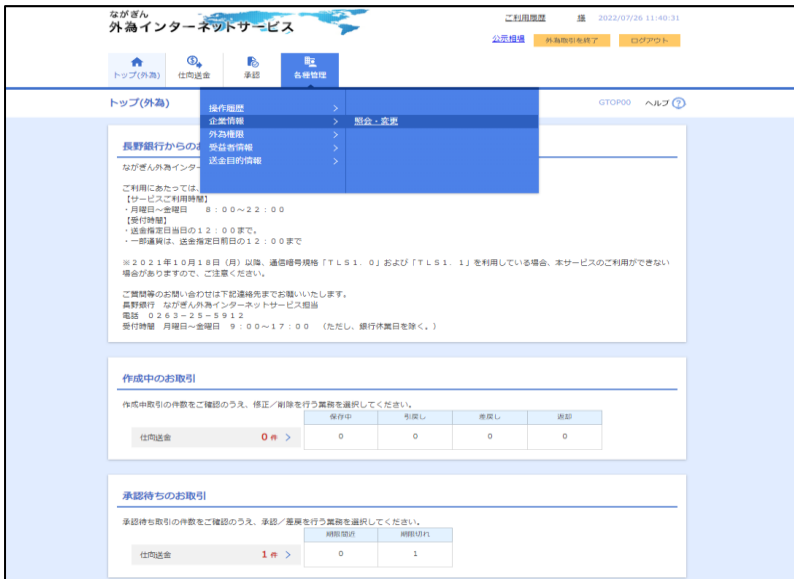 ながぎん
外為インターネットサービス
ご利用履歴 様 2022/07/26 11:40:31
公示相場 外為取引を終了 ログアウト
トップ(外為) 仕向送金 承認 各種管理
トップ(外為) GTOP00 ヘルプ ?
操作履歴
企業情報 照会・変更
外為権限
受益者情報
送金目的情報
長野銀行からのお
ながぎん外為インター
ご利用にあたっては、
【サービスご利用時間】
・月曜日～金曜日 8：00～22：00
【受付時間】
・送金指定日当日の12：00まで。
・一部通貨は、送金指定日前日の12：00まで
※2021年10月18日（月）以降、通信暗号規格「TLS1．0」および「TLS1．1」を利用している場合、本サービスのご利用ができない
場合がありますので、ご注意ください。
ご質問等のお問い合わせは下記連絡先までお願いいたします。
長野銀行 ながぎん外為インターネットサービス担当
電話 0263－25－5912
受付時間 月曜日～金曜日 9：00～17：00 （ただし、銀行休業日を除く。）
作成中のお取引
作成中取引の件数をご確認のうえ、修正／削除を行う業務を選択してください。
保存中 引戻し 差戻し 返却
仕向送金 0 件 0 0 0 0
承認待ちのお取引
承認待ち取引の件数をご確認のうえ、承認／差戻を行う業務を選択してください。
期限間近 期限切れ
仕向送金 1 件 0 1